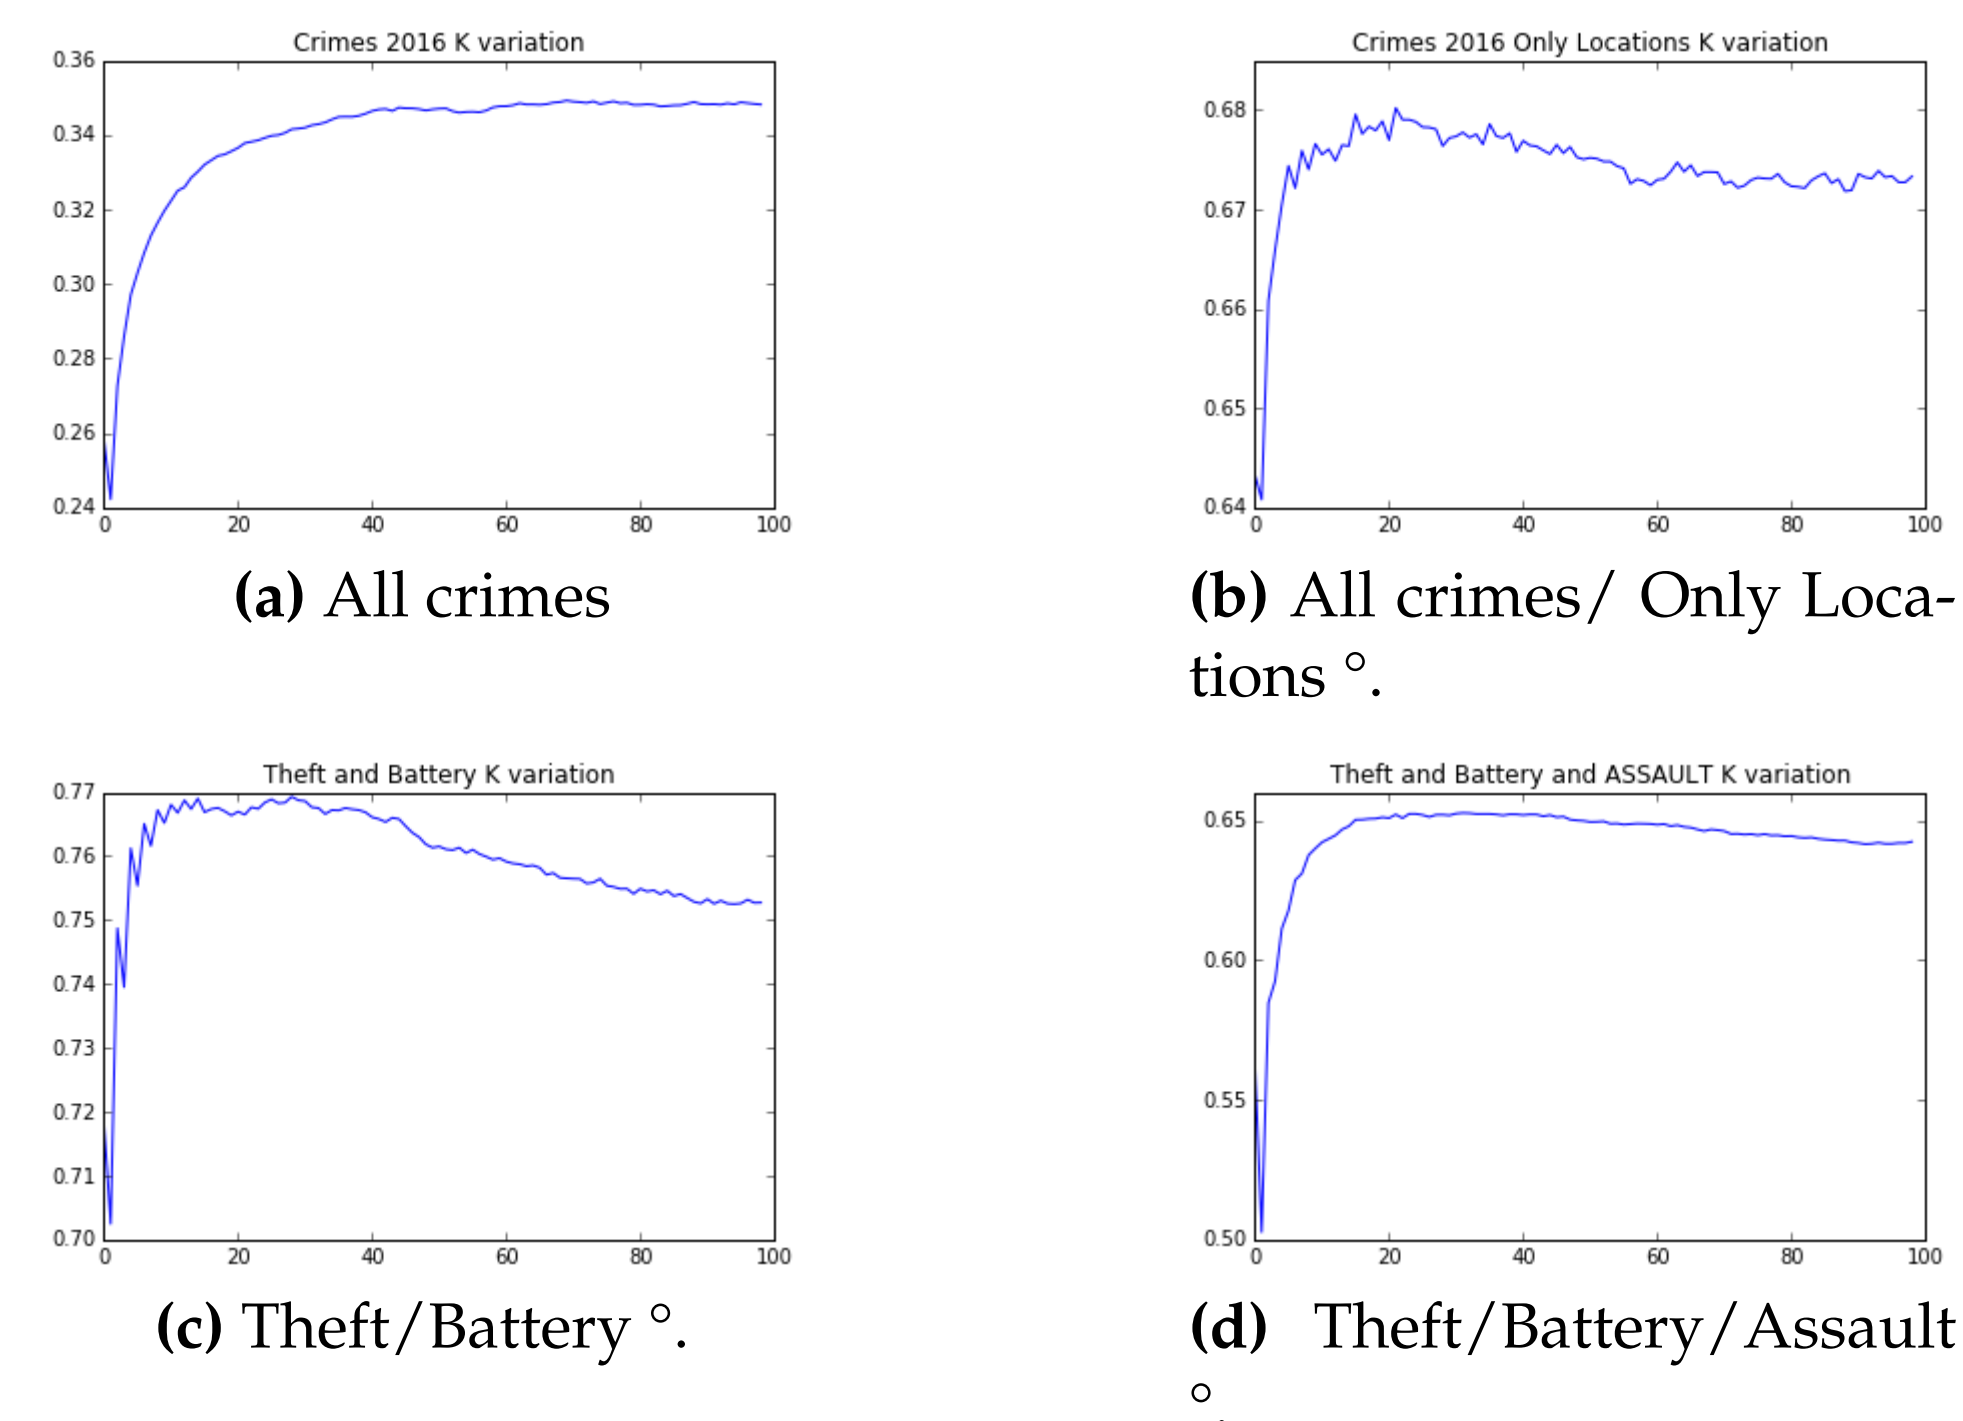 Crimes 2016 K variation
0.36
0.34
0.32
0.30
0.28
0.26
0.24
0 20 40 60 80 100
(a) All crimes
Crimes 2016 Only Locations K variation
0.68
0.67
0.66
0.65
0.64
0 20 40 60 80 100
(b) All crimes/ Only Loca-
tions °.
Theft and Battery K variation
0.77
0.76
0.75
0.74
0.73
0.72
0.71
0.70
0 20 40 60 80 100
(c) Theft/Battery °.
Theft and Battery and ASSAULT K variation
0.65
0.60
0.55
0.50
0 20 40 60 80 100
(d) Theft/Battery/Assault
°